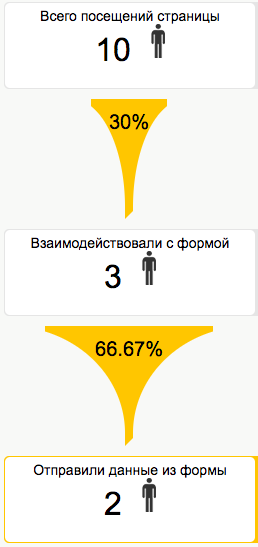 Всего посещений страницы
10
30%
Взаимодействовали с формой
3
66.67%
Отправили данные из формы
2